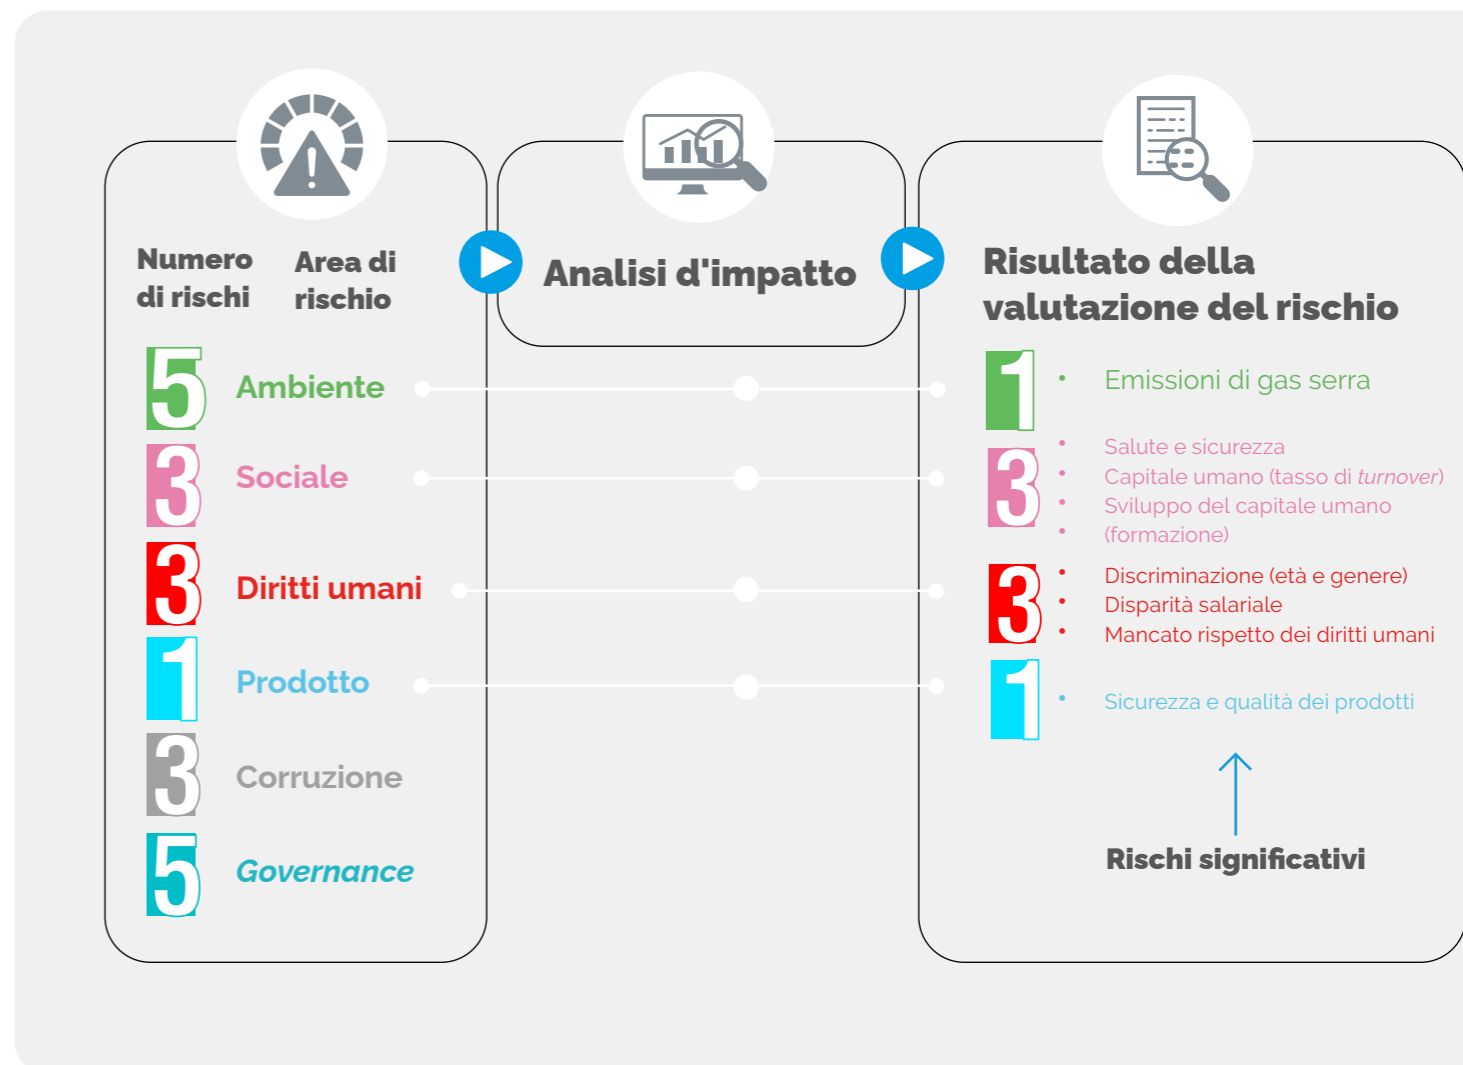 Numero
di rischi
Area di
rischio
5 Ambiente
3 Sociale
3 Diritti umani
1 Prodotto
3 Corruzione
5 Governance
Analisi d'impatto
Risultato della
valutazione del rischio
1
• Emissioni di gas serra
3
• Salute e sicurezza
• Capitale umano (tasso di turnover)
• Sviluppo del capitale umano
• (formazione)
3
• Discriminazione (età e genere)
• Disparità salariale
• Mancato rispetto dei diritti umani
1
• Sicurezza e qualità dei prodotti
Rischi significativi